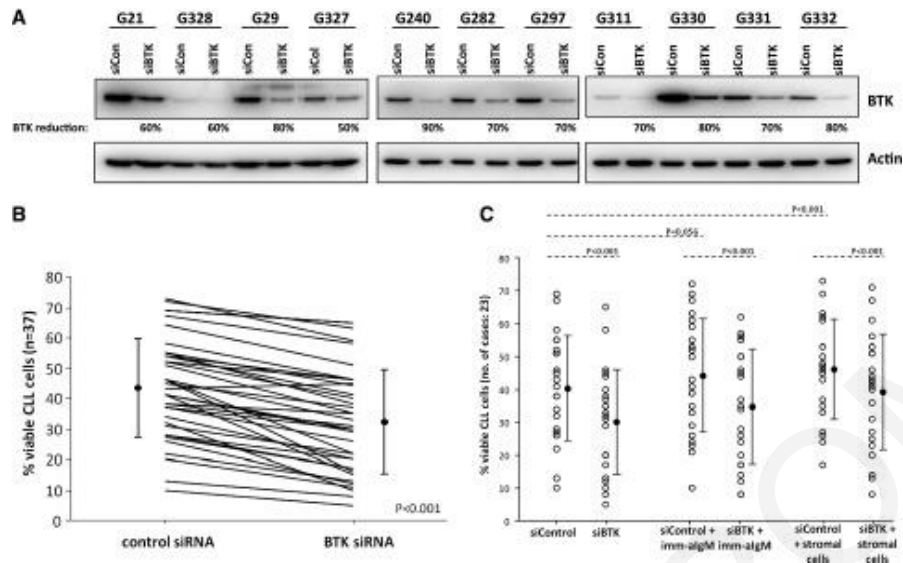 A
G21 G328 G29 G327 G240 G282 G297 G311 G330 G331 G332
siCon siBTK siCon siBTK siCon siBTK siCol siBTK siCon siBTK siCon siBTK siCon siBTK siCon siBTK siCon siBTK siCon siBTK siCon siBTK
BTK
BTK reduction: 60% 60% 80% 50% 90% 70% 70% 70% 80% 70% 80%
Actin
B
% viable CLL cells (n=37)
80
70
60
50
40
30
20
10
0
P<0.001
control siRNA BTK siRNA
C
P<0.001
P=0.056
P<0.001 P<0.001 P<0.001
% viable CLL cells (no. of cases: 23)
80
70
60
50
40
30
20
10
0
siControl siBTK siControl + siBTK + siControl siBTK +
imm-aIgM imm-aIgM + stromal stromal
cells cells